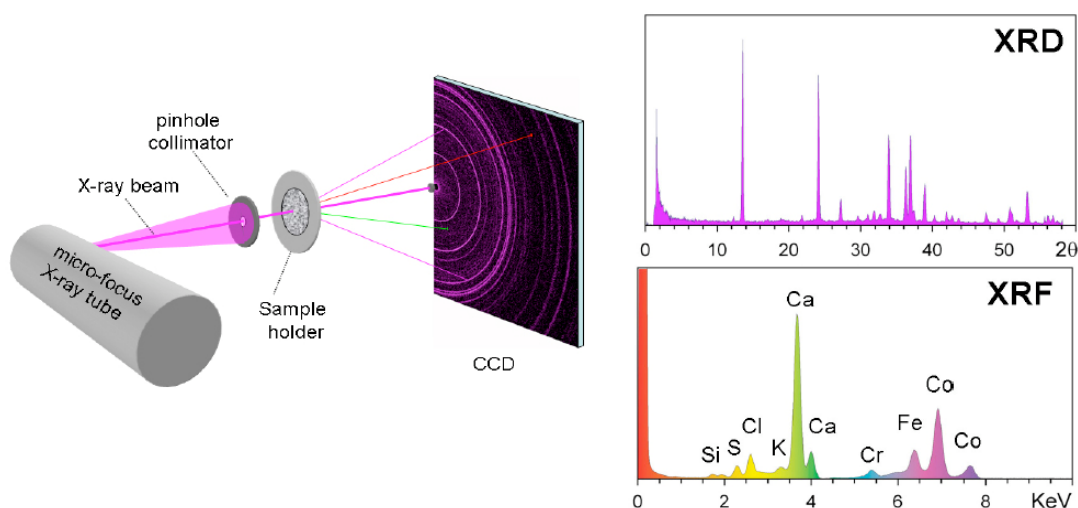 pinhole
collimator
X-ray beam
micro-focus
X-ray tube
Sample
holder
CCD
XRD
0 10 20 30 40 50 2θ
XRF
Si S Cl K Ca Ca Cr Fe Co Co
0 2 4 6 8 KeV